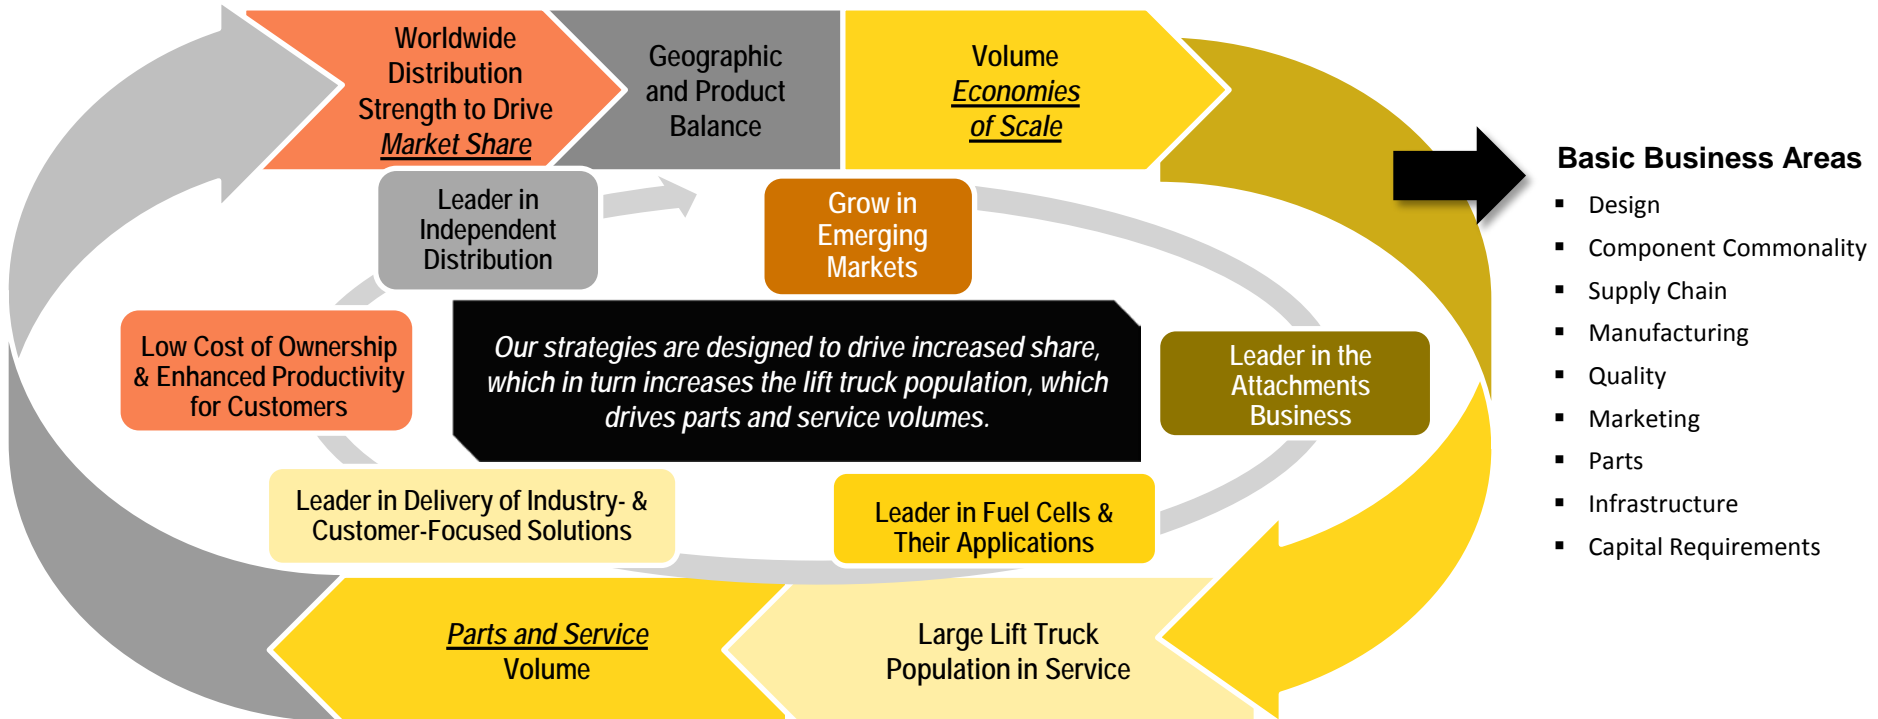 Worldwide
Distribution
Strength to Drive
Market Share
Geographic
and Product
Balance
Volume
Economies
of Scale
Leader in
Independent
Distribution
Grow in
Emerging
Markets
Low Cost of Ownership
& Enhanced Productivity
for Customers
Our strategies are designed to drive increased share,
which in turn increases the lift truck population, which
drives parts and service volumes.
Leader in the
Attachments
Business
Leader in Delivery of Industry- &
Customer-Focused Solutions
Leader in Fuel Cells &
Their Applications
Parts and Service
Volume
Large Lift Truck
Population in Service
Basic Business Areas
▪ Design
▪ Component Commonality
▪ Supply Chain
▪ Manufacturing
▪ Quality
▪ Marketing
▪ Parts
▪ Infrastructure
▪ Capital Requirements